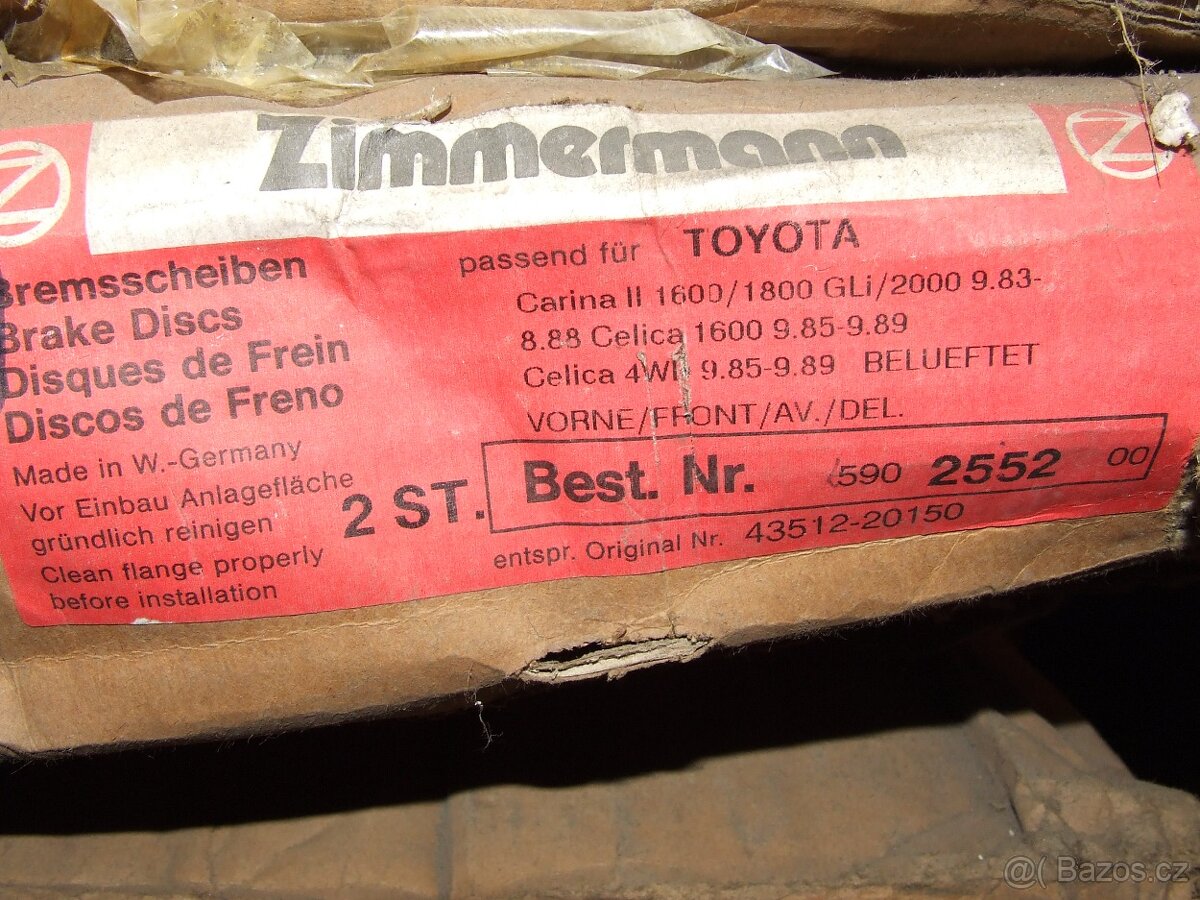 Zimmermann
Z
Z
Bremsscheiben
Brake Discs
Disques de Frein
Discos de Freno
Made in W.-Germany
Vor Einbau Anlagefläche
gründlich reinigen
Clean flange properly
before installation
2 ST.
passend für TOYOTA
Carina II 1600/1800 GLi/2000 9.83-
8.88 Celica 1600 9.85-9.89
Celica 4WD 9.85-9.89 BELUEFTET
VORNE/FRONT/AV./DEL.
Best. Nr. 590 2552 00
entspr. Original Nr. 43512-20150
@( Bazos.cz